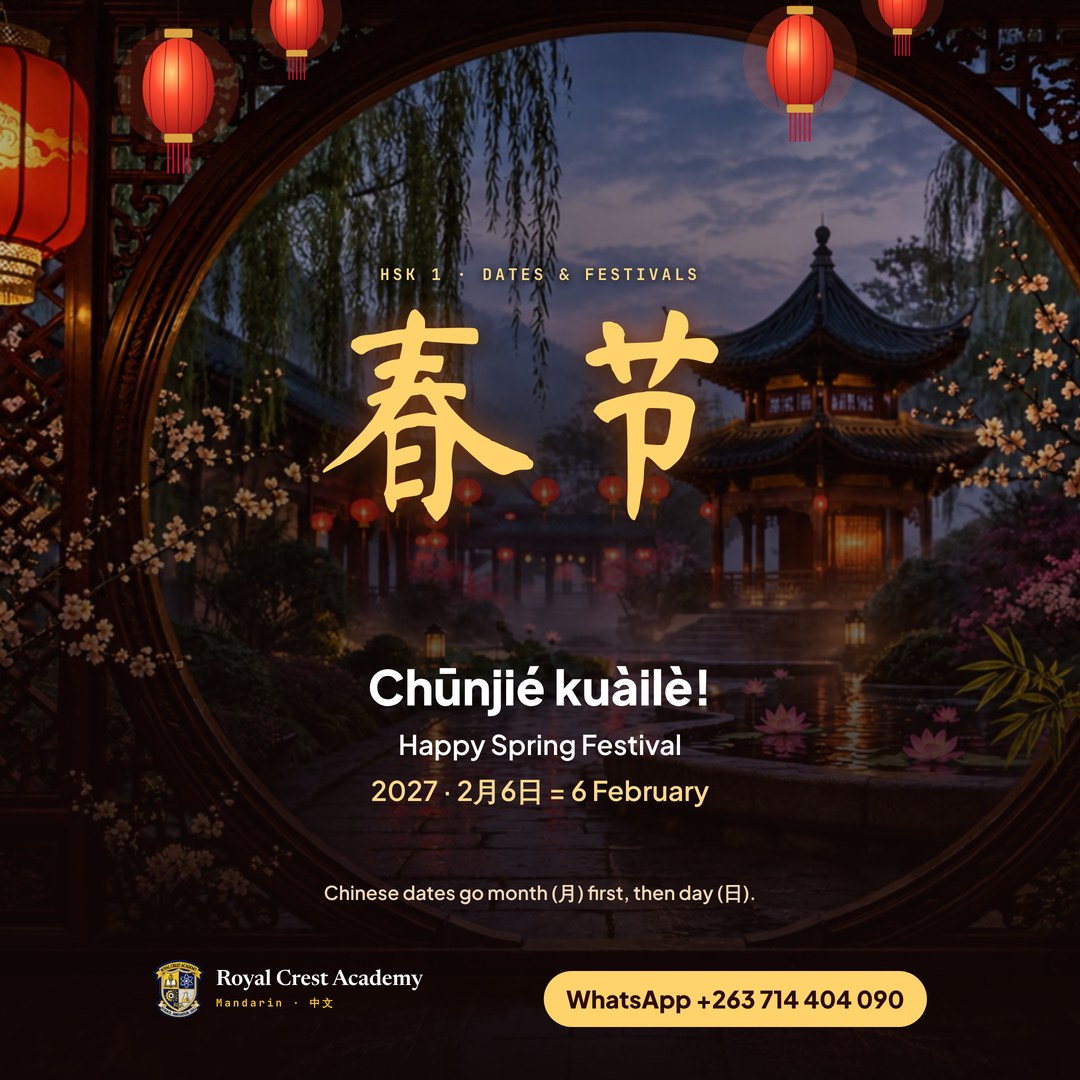 HSK 1 · DATES & FESTIVALS
春节
Chūnjié kuàilè!
Happy Spring Festival
2027 · 2月6日 = 6 February
Chinese dates go month (月) first, then day (日).
Royal Crest Academy
Mandarin · 中文
WhatsApp +263 714 404 090